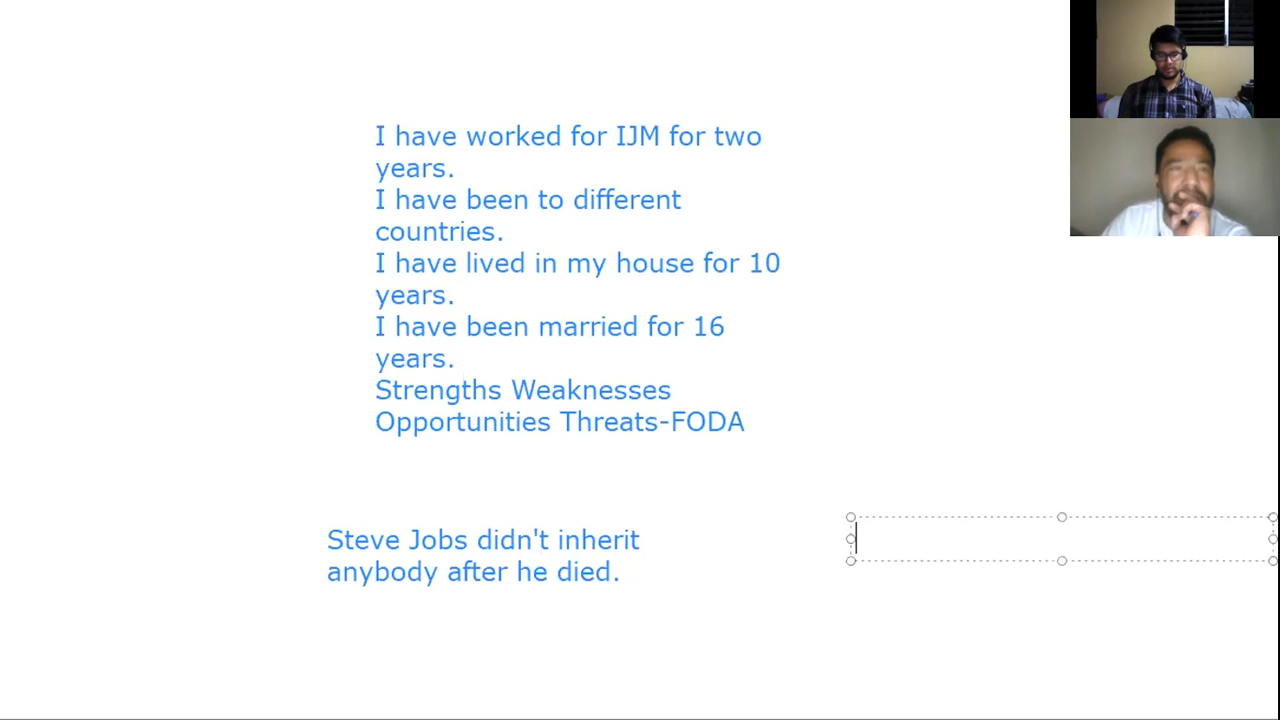 I have worked for IJM for two
years.
I have been to different
countries.
I have lived in my house for 10
years.
I have been married for 16
years.
Strengths Weaknesses
Opportunities Threats-FODA
Steve Jobs didn't inherit
anybody after he died.